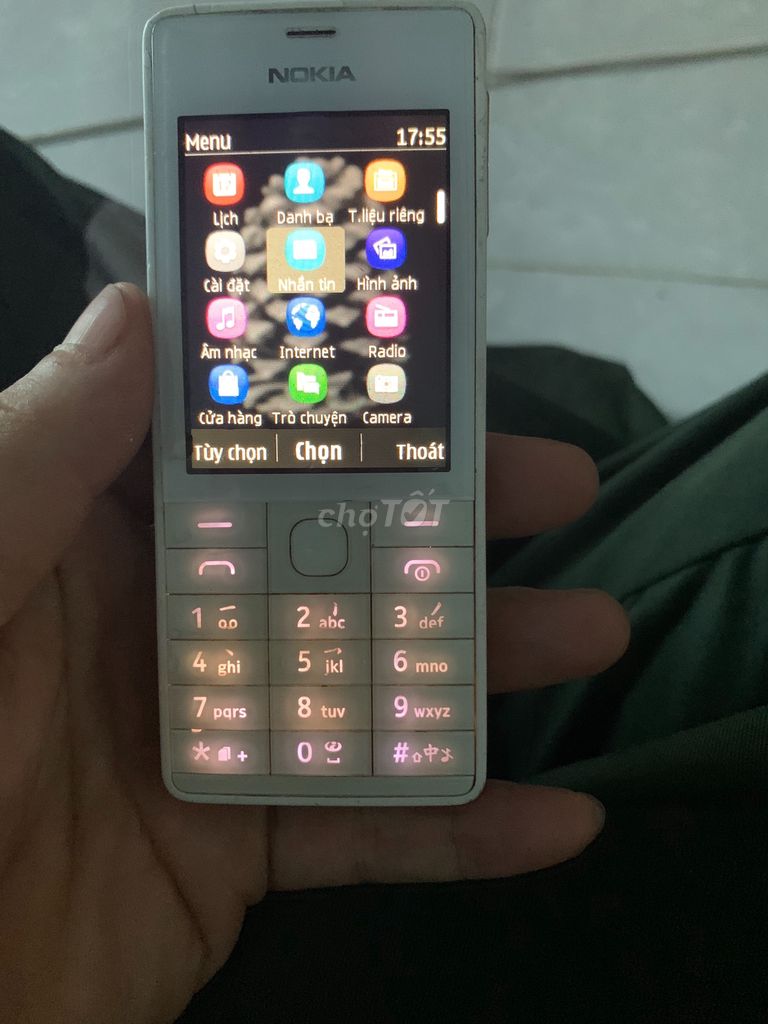 NOKIA
Menu 17:55
Lịch Danh bạ T.liệu riêng
Cài đặt Nhắn tin Hình ảnh
Âm nhạc Internet Radio
Cửa hàng Trò chuyện Camera
Tùy chọn Chọn Thoát
chợTỐT
1 2 abc 3 def
4 ghi 5 jkl 6 mno
7 pqrs 8 tuv 9 wxyz
* + 0 # 中